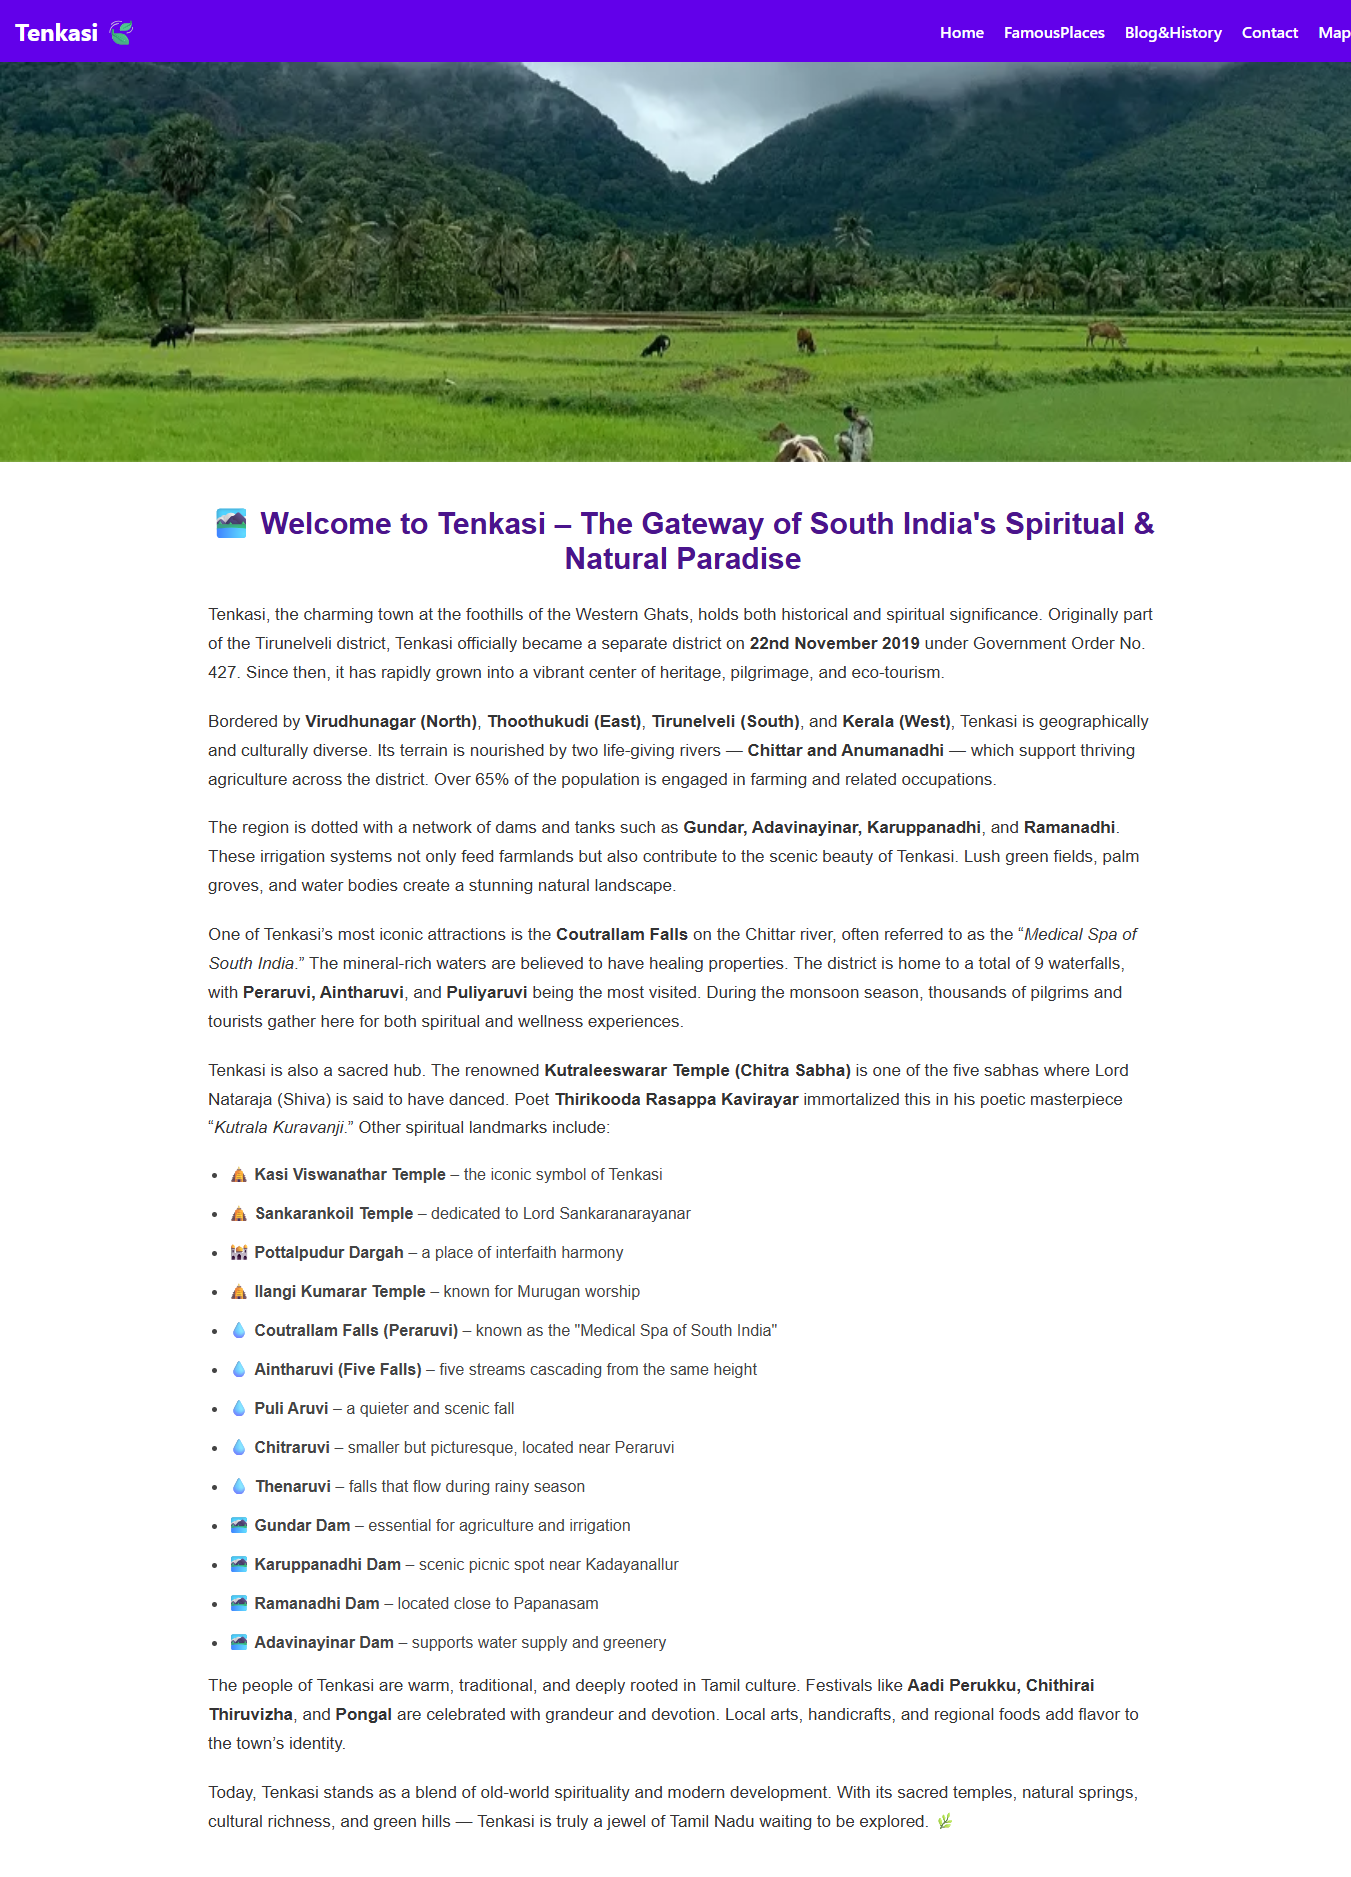 Tenkasi 🍃
Home FamousPlaces Blog&History Contact Map
🏞️ Welcome to Tenkasi – The Gateway of South India's Spiritual &
Natural Paradise
Tenkasi, the charming town at the foothills of the Western Ghats, holds both historical and spiritual significance. Originally part
of the Tirunelveli district, Tenkasi officially became a separate district on 22nd November 2019 under Government Order No.
427. Since then, it has rapidly grown into a vibrant center of heritage, pilgrimage, and eco-tourism.
Bordered by Virudhunagar (North), Thoothukudi (East), Tirunelveli (South), and Kerala (West), Tenkasi is geographically
and culturally diverse. Its terrain is nourished by two life-giving rivers — Chittar and Anumanadhi — which support thriving
agriculture across the district. Over 65% of the population is engaged in farming and related occupations.
The region is dotted with a network of dams and tanks such as Gundar, Adavinayinar, Karuppanadhi, and Ramanadhi.
These irrigation systems not only feed farmlands but also contribute to the scenic beauty of Tenkasi. Lush green fields, palm
groves, and water bodies create a stunning natural landscape.
One of Tenkasi’s most iconic attractions is the Coutrallam Falls on the Chittar river, often referred to as the “Medical Spa of
South India.” The mineral-rich waters are believed to have healing properties. The district is home to a total of 9 waterfalls,
with Peraruvi, Aintharuvi, and Puliyaruvi being the most visited. During the monsoon season, thousands of pilgrims and
tourists gather here for both spiritual and wellness experiences.
Tenkasi is also a sacred hub. The renowned Kutraleeswarar Temple (Chitra Sabha) is one of the five sabhas where Lord
Nataraja (Shiva) is said to have danced. Poet Thirikooda Rasappa Kavirayar immortalized this in his poetic masterpiece
“Kutrala Kuravanji.” Other spiritual landmarks include:
• 🛕 Kasi Viswanathar Temple – the iconic symbol of Tenkasi
• 🛕 Sankarankoil Temple – dedicated to Lord Sankaranarayanar
• 🕌 Pottalpudur Dargah – a place of interfaith harmony
• 🛕 Ilangi Kumarar Temple – known for Murugan worship
• 💧 Coutrallam Falls (Peraruvi) – known as the "Medical Spa of South India"
• 💧 Aintharuvi (Five Falls) – five streams cascading from the same height
• 💧 Puli Aruvi – a quieter and scenic fall
• 💧 Chitraruvi – smaller but picturesque, located near Peraruvi
• 💧 Thenaruvi – falls that flow during rainy season
• 🏞️ Gundar Dam – essential for agriculture and irrigation
• 🏞️ Karuppanadhi Dam – scenic picnic spot near Kadayanallur
• 🏞️ Ramanadhi Dam – located close to Papanasam
• 🏞️ Adavinayinar Dam – supports water supply and greenery
The people of Tenkasi are warm, traditional, and deeply rooted in Tamil culture. Festivals like Aadi Perukku, Chithirai
Thiruvizha, and Pongal are celebrated with grandeur and devotion. Local arts, handicrafts, and regional foods add flavor to
the town’s identity.
Today, Tenkasi stands as a blend of old-world spirituality and modern development. With its sacred temples, natural springs,
cultural richness, and green hills — Tenkasi is truly a jewel of Tamil Nadu waiting to be explored. 🌿